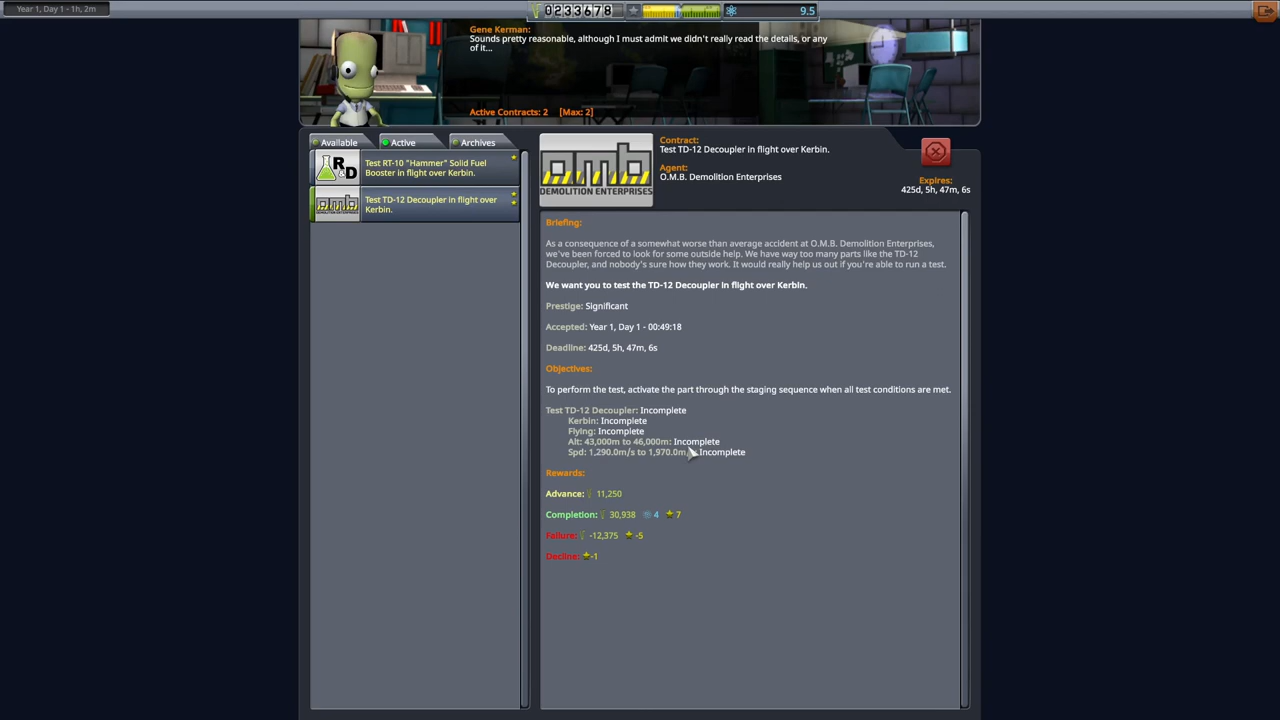 Year 1, Day 1 - 1h, 2m
0233678
9.5
Gene Kerman:
Sounds pretty reasonable, although I must admit we didn't really read the details, or any
of it...
Active Contracts: 2 [Max: 2]
Available
Active
Archives
R&D
Test RT-10 "Hammer" Solid Fuel
Booster in flight over Kerbin.
omb
Test TD-12 Decoupler in flight over
Kerbin.
omb
DEMOLITION ENTERPRISES
Contract:
Test TD-12 Decoupler in flight over Kerbin.
Agent:
O.M.B. Demolition Enterprises
Expires:
425d, 5h, 47m, 6s
Briefing:
As a consequence of a somewhat worse than average accident at O.M.B. Demolition Enterprises,
we've been forced to look for some outside help. We have way too many parts like the TD-12
Decoupler, and nobody's sure how they work. It would really help us out if you're able to run a test.
We want you to test the TD-12 Decoupler in flight over Kerbin.
Prestige: Significant
Accepted: Year 1, Day 1 - 00:49:18
Deadline: 425d, 5h, 47m, 6s
Objectives:
To perform the test, activate the part through the staging sequence when all test conditions are met.
Test TD-12 Decoupler: Incomplete
Kerbin: Incomplete
Flying: Incomplete
Alt: 43,000m to 46,000m: Incomplete
Spd: 1,290.0m/s to 1,970.0m/ Incomplete
Rewards:
Advance: 11,250
Completion: 30,938 4 7
Failure: -12,375 -5
Decline: -1